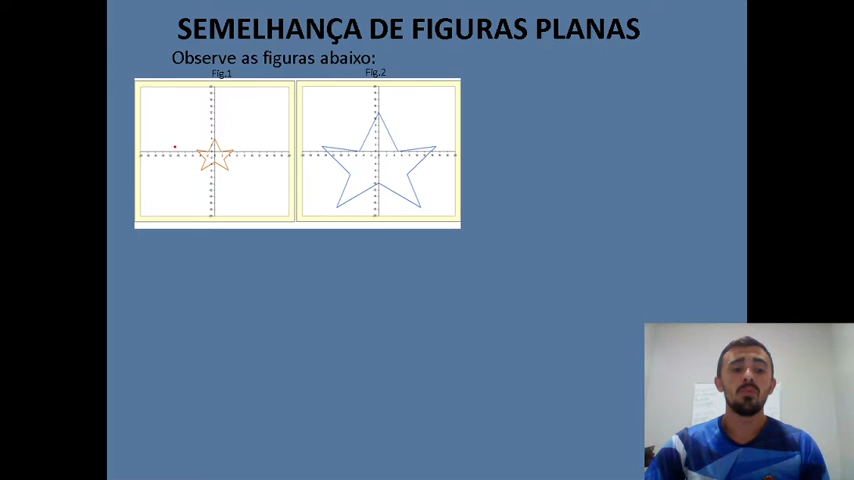 SEMELHANÇA DE FIGURAS PLANAS
Observe as figuras abaixo:
Fig.1
Fig.2